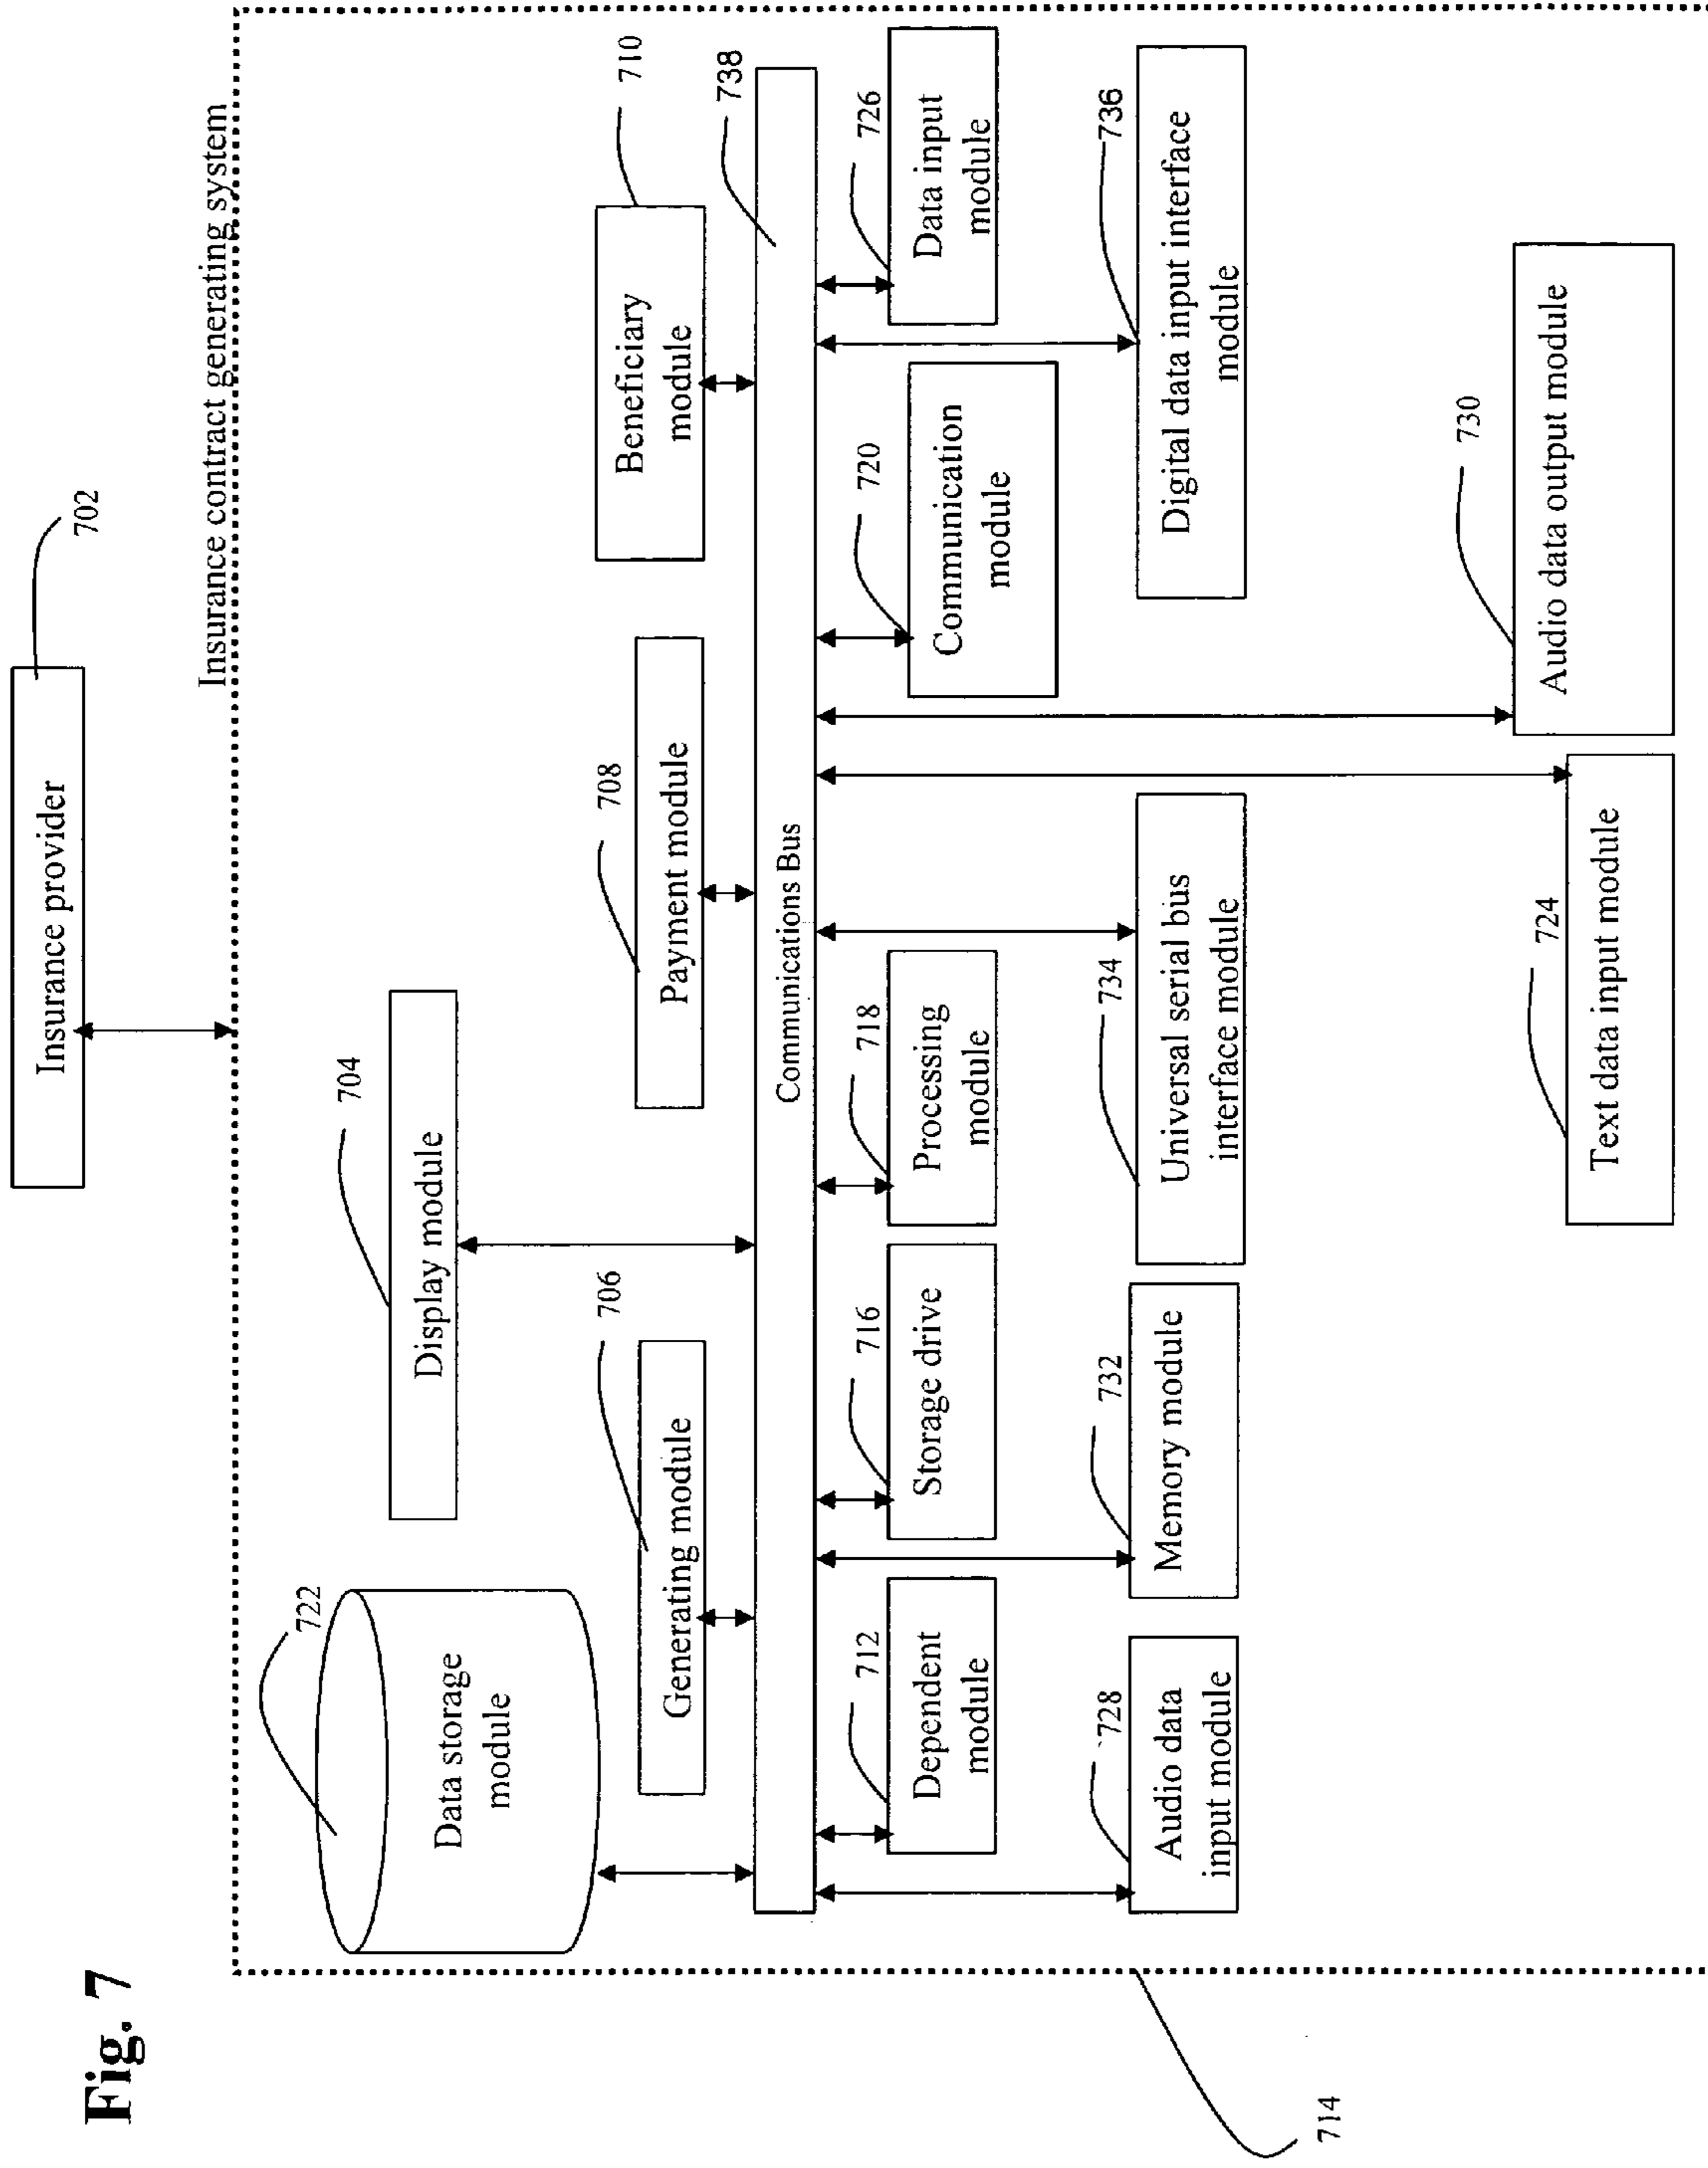 Fig. 7
Insurance provider
702
Insurance contract generating system
722
Data storage
module
704
Display module
706
Generating module
708
Payment module
710
Beneficiary
module
738
Communications Bus
712
Dependent
module
716
Storage drive
718
Processing
module
720
Communication
module
726
Data input
module
728
Audio data
input module
732
Memory module
734
Universal serial bus
interface module
736
Digital data input interface
module
724
Text data input module
730
Audio data output module
714